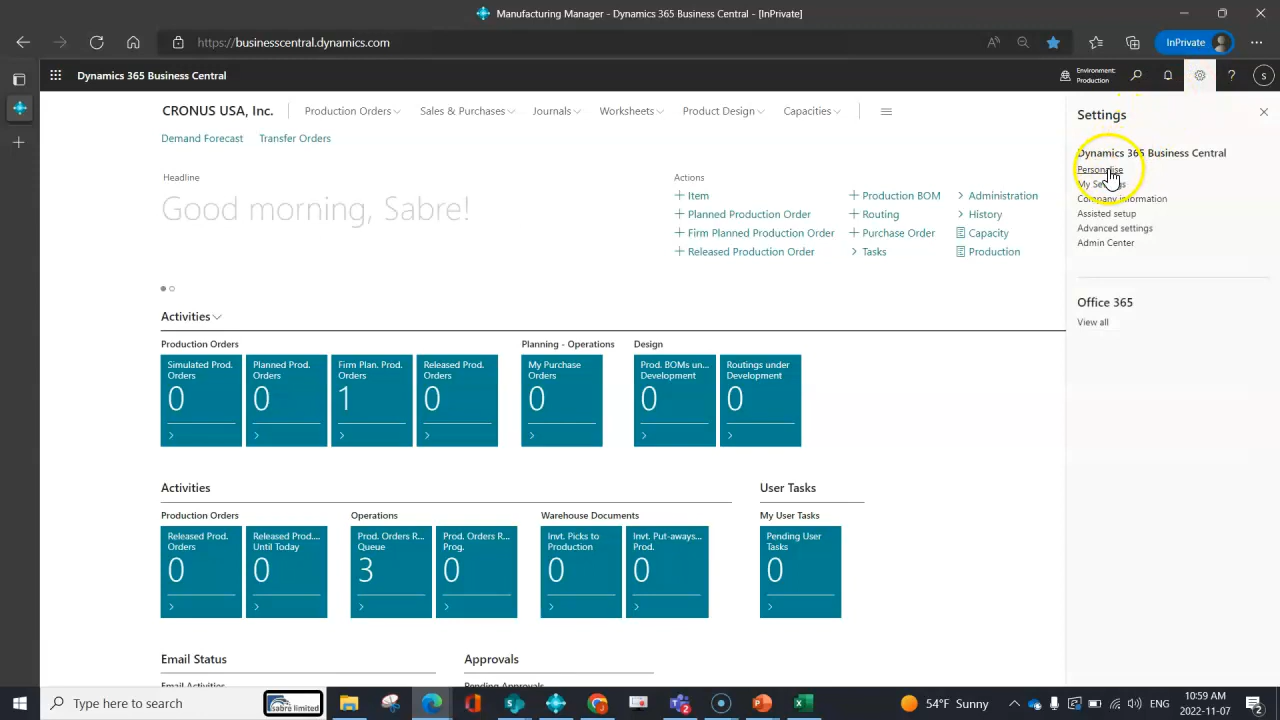 Manufacturing Manager - Dynamics 365 Business Central - [InPrivate]
https://businesscentral.dynamics.com
InPrivate
Dynamics 365 Business Central
Environment:
Production
?
S
CRONUS USA, Inc.
Production Orders
Sales & Purchases
Journals
Worksheets
Product Design
Capacities
Demand Forecast
Transfer Orders
Headline
Good morning, Sabre!
Actions
+ Item
+ Planned Production Order
+ Firm Planned Production Order
+ Released Production Order
+ Production BOM
+ Routing
+ Purchase Order
> Tasks
> Administration
> History
Capacity
Production
Settings
Dynamics 365 Business Central
Personalise
My Settings
Company information
Assisted setup
Advanced settings
Admin Center
Office 365
View all
Activities
Production Orders
Planning - Operations
Design
Simulated Prod.
Orders
0
Planned Prod.
Orders
0
Firm Plan. Prod.
Orders
1
Released Prod.
Orders
0
My Purchase
Orders
0
Prod. BOMs un...
Development
0
Routings under
Development
0
Activities
User Tasks
Production Orders
Operations
Warehouse Documents
My User Tasks
Released Prod.
Orders
0
Released Prod....
Until Today
0
Prod. Orders R...
Queue
3
Prod. Orders R...
Prog.
0
Invt. Picks to
Production
0
Invt. Put-aways...
Prod.
0
Pending User
Tasks
0
Email Status
Approvals
Email Activities
Pending Approvals
Type here to search
sabre limited
54°F Sunny
ENG
10:59 AM
2022-11-07
2